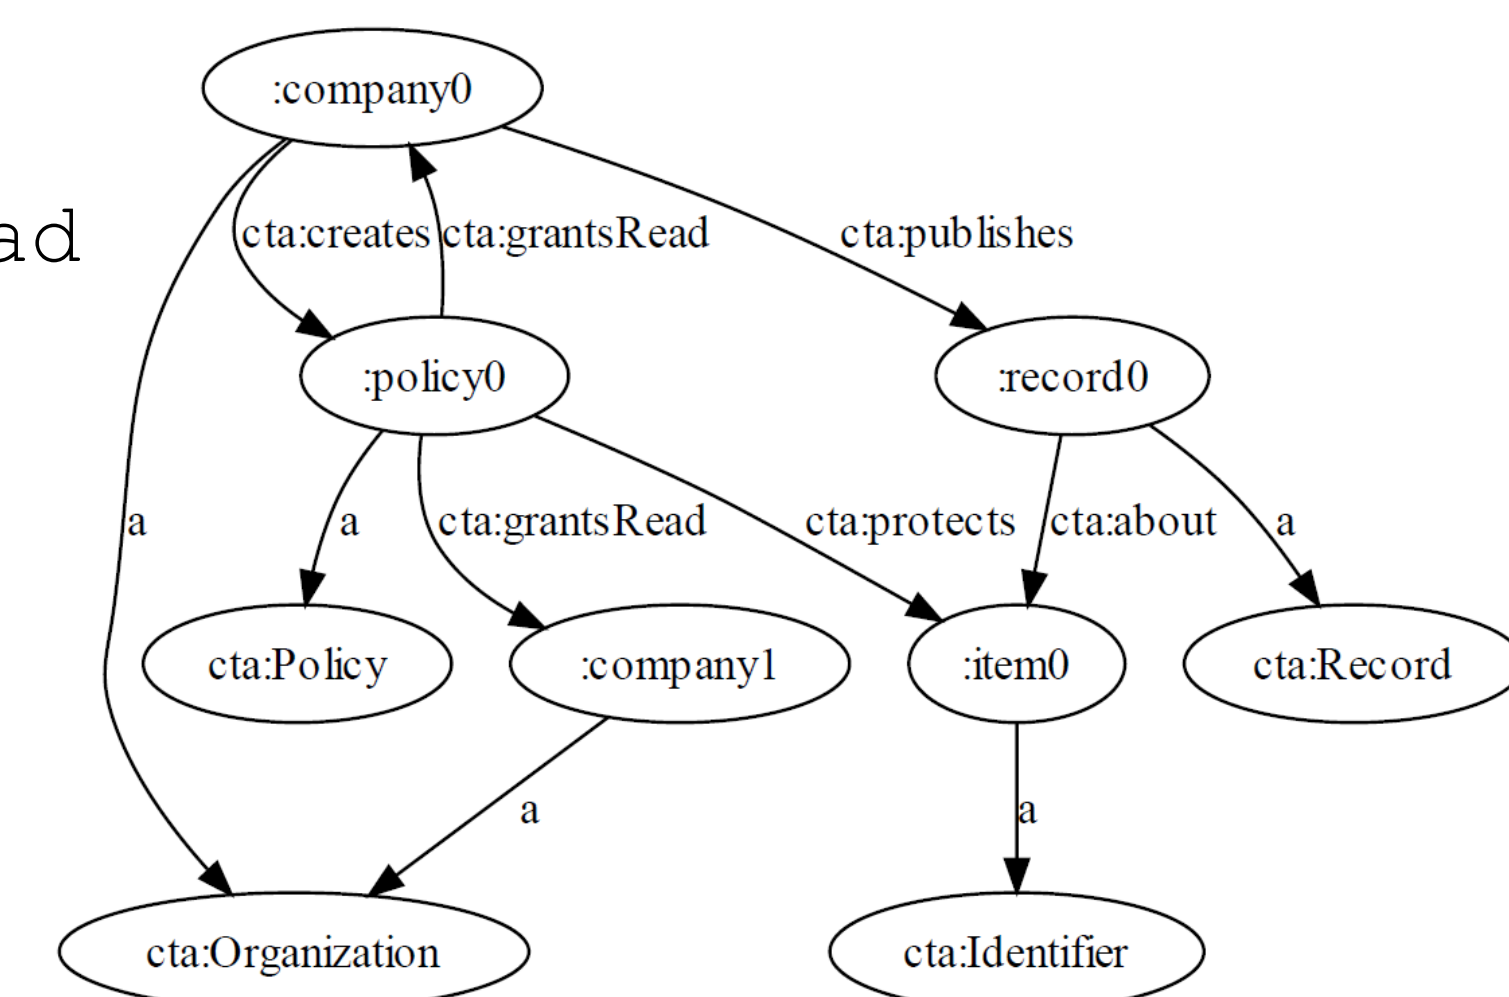 :company0
ad
cta:creates cta:grantsRead cta:publishes
:policy0 :record0
a a cta:grantsRead cta:protects cta:about a
cta:Policy :company1 :item0 cta:Record
a a
cta:Organization cta:Identifier